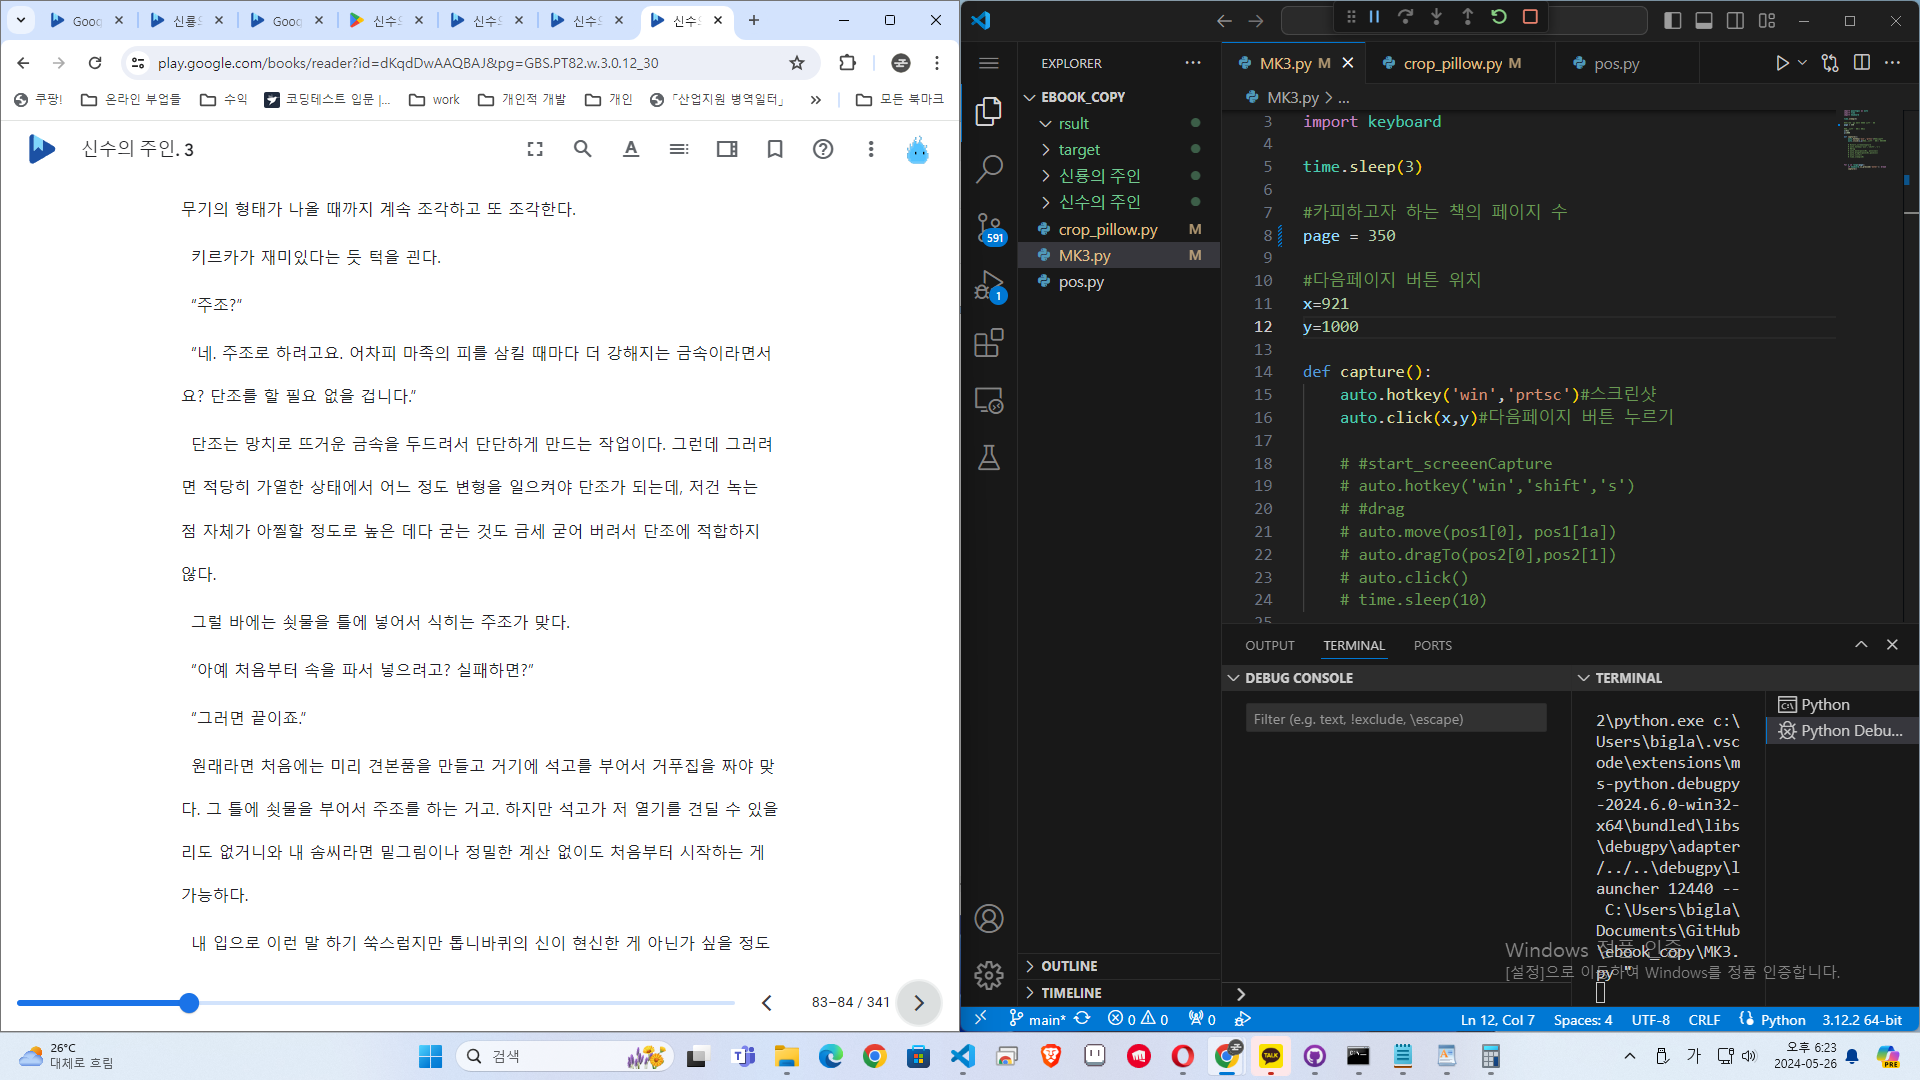 Goog
신룡으
Goog
신수으
신수으
신수으
신수으
play.google.com/books/reader?id=dKqdDwAAQBAJ&pg=GBS.PT82.w.3.0.12_30
쿠팡!
온라인 부업들
수익
코딩테스트 입문 |...
work
개인적 개발
개인
「산업지원 병역일터」
모든 북마크
신수의 주인. 3
무기의 형태가 나올 때까지 계속 조각하고 또 조각한다.
키르카가 재미있다는 듯 턱을 괸다.
“주조?”
“네. 주조로 하려고요. 어차피 마족의 피를 삼킬 때마다 더 강해지는 금속이라면서
요? 단조를 할 필요 없을 겁니다.”
단조는 망치로 뜨거운 금속을 두드려서 단단하게 만드는 작업이다. 그런데 그러려
면 적당히 가열한 상태에서 어느 정도 변형을 일으켜야 단조가 되는데, 저건 녹는
점 자체가 아찔할 정도로 높은 데다 굳는 것도 금세 굳어 버려서 단조에 적합하지
않다.
그럴 바에는 쇳물을 틀에 넣어서 식히는 주조가 맞다.
“아예 처음부터 속을 파서 넣으려고? 실패하면?”
“그러면 끝이죠.”
원래라면 처음에는 미리 견본품을 만들고 거기에 석고를 부어서 거푸집을 짜야 맞
다. 그 틀에 쇳물을 부어서 주조를 하는 거고. 하지만 석고가 저 열기를 견딜 수 있을
리도 없거니와 내 솜씨라면 밑그림이나 정밀한 계산 없이도 처음부터 시작하는 게
가능하다.
내 입으로 이런 말 하기 쑥스럽지만 톱니바퀴의 신이 현신한 게 아닌가 싶을 정도
83–84 / 341
EXPLORER
EBOOK_COPY
rsult
target
신룡의 주인
신수의 주인
crop_pillow.py M
MK3.py M
pos.py
OUTLINE
TIMELINE
591
1
MK3.py M
crop_pillow.py M
pos.py
MK3.py > ...
3 import keyboard
4
5 time.sleep(3)
6
7 #카피하고자 하는 책의 페이지 수
8 page = 350
9
10 #다음페이지 버튼 위치
11 x=921
12 y=1000
13
14 def capture():
15 auto.hotkey('win','prtsc')#스크린샷
16 auto.click(x,y)#다음페이지 버튼 누르기
17
18 # #start_screeenCapture
19 # auto.hotkey('win','shift','s')
20 # #drag
21 # auto.move(pos1[0], pos1[1a])
22 # auto.dragTo(pos2[0],pos2[1])
23 # auto.click()
24 # time.sleep(10)
25
OUTPUT
TERMINAL
PORTS
DEBUG CONSOLE
Filter (e.g. text, !exclude, \escape)
TERMINAL
2\python.exe c:\
Users\bigla\.vsc
ode\extensions\m
s-python.debugpy
-2024.6.0-win32-
x64\bundled\libs
\debugpy\adapter
/../..\debugpy\l
auncher 12440 --
C:\Users\bigla\
Documents\GitHub
\ebook_copy\MK3.
py "
Python
Python Debu...
Windows 정품 인증
[설정]으로 이동하여 Windows를 정품 인증합니다.
main*
0
0
0
Ln 12, Col 7
Spaces: 4
UTF-8
CRLF
Python
3.12.2 64-bit
26°C
대체로 흐림
검색
TALK
가
오후 6:23
2024-05-26
PRE